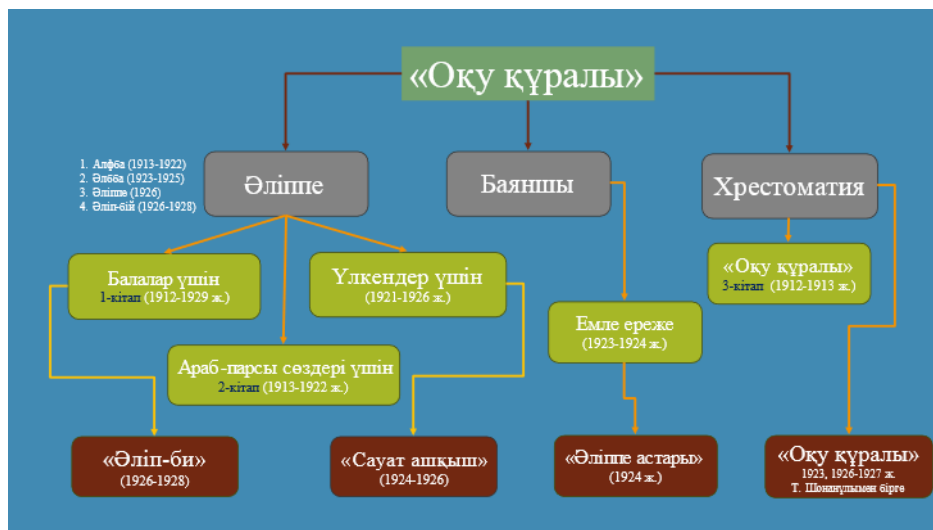 «Оқу құралы»
1. Алфба (1913-1922)
2. Әлбба (1923-1925)
3. Әліппе (1926)
4. Әліп-бій (1926-1928)
Әліппе
Баяншы
Хрестоматия
Балалар үшін
1-кітап (1912-1929 ж.)
Үлкендер үшін
(1921-1926 ж.)
«Оқу құралы»
3-кітап (1912-1913 ж.)
Емле ереже
(1923-1924 ж.)
Араб-парсы сөздері үшін
2-кітап (1913-1922 ж.)
«Әліп-би»
(1926-1928)
«Сауат ашқыш»
(1924-1926)
«Әліппе астары»
(1924 ж.)
«Оқу құралы»
1923, 1926-1927 ж.
Т. Шонанұлымен бірге